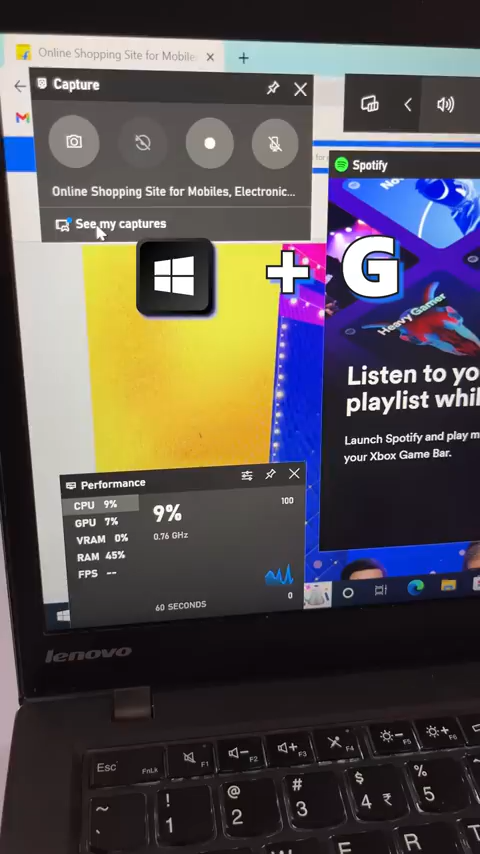 Online Shopping Site for Mobile
Capture
Online Shopping Site for Mobiles, Electronic...
See my captures
+ G
Spotify
No.
Heavy Gamer
Listen to yo
playlist whil
Launch Spotify and play m
your Xbox Game Bar.
Performance
CPU 9%
GPU 7%
VRAM 0%
RAM 45%
FPS --
9%
0.76 GHz
100
0
60 SECONDS
lenovo
Esc FnLk
F1
F2
F3
F4
F5
F6
~
`
! 1
@ 2
# 3
$ 4 ₹
% 5
W
E
R